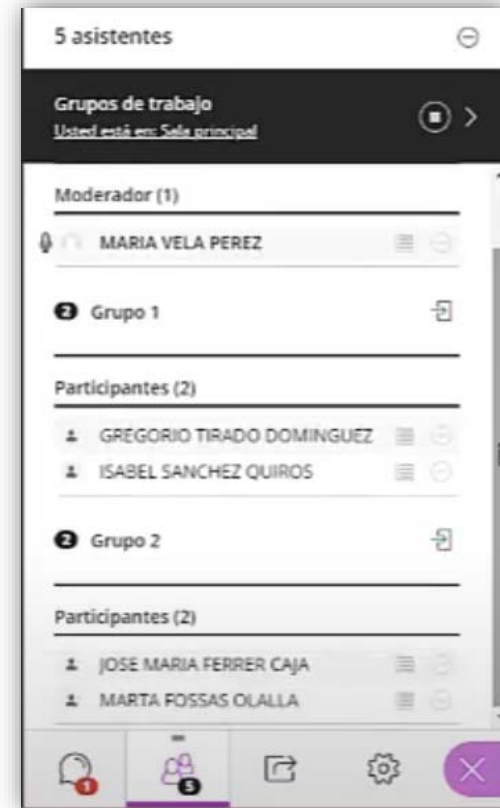 5 asistentes
Grupos de trabajo
Usted está en: Sala principal
Moderador (1)
MARIA VELA PEREZ
2 Grupo 1
Participantes (2)
GREGORIO TIRADO DOMINGUEZ
ISABEL SANCHEZ QUIROS
2 Grupo 2
Participantes (2)
JOSE MARIA FERRER CAJA
MARTA FOSSAS OLALLA
1 5